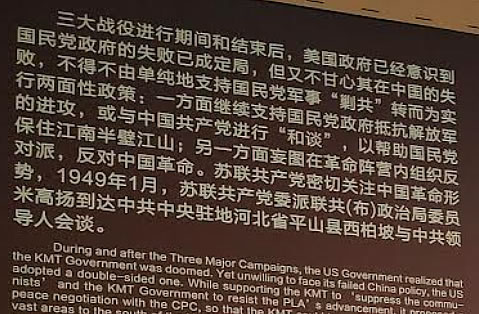 三大战役进行期间和结束后，美国政府已经意识到
国民党政府的失败已成定局，但又不甘心其在中国的失
败，不得不由单纯地支持国民党军事“剿共”转而为实
行两面性政策：一方面继续支持国民党政府抵抗解放军
的进攻，或与中国共产党进行“和谈”，以帮助国民党
保住江南半壁江山；另一方面妄图在革命阵营内组织反
对派，反对中国革命。苏联共产党密切关注中国革命形
势，1949年1月，苏联共产党委派联共(布)政治局委员
米高扬到达中共中央驻地河北省平山县西柏坡与中共领
导人会谈。
During and after the Three Major Campaigns, the US Government realized that
the KMT Government was doomed. Yet unwilling to face its failed China policy, the US
adopted a double-sided one. While supporting the KMT to ‘suppress the commu-
nists’ and the KMT Government to resist the PLA’s advancement, it
peace negotiation with the CPC, so that the KMT
vast areas to the south of